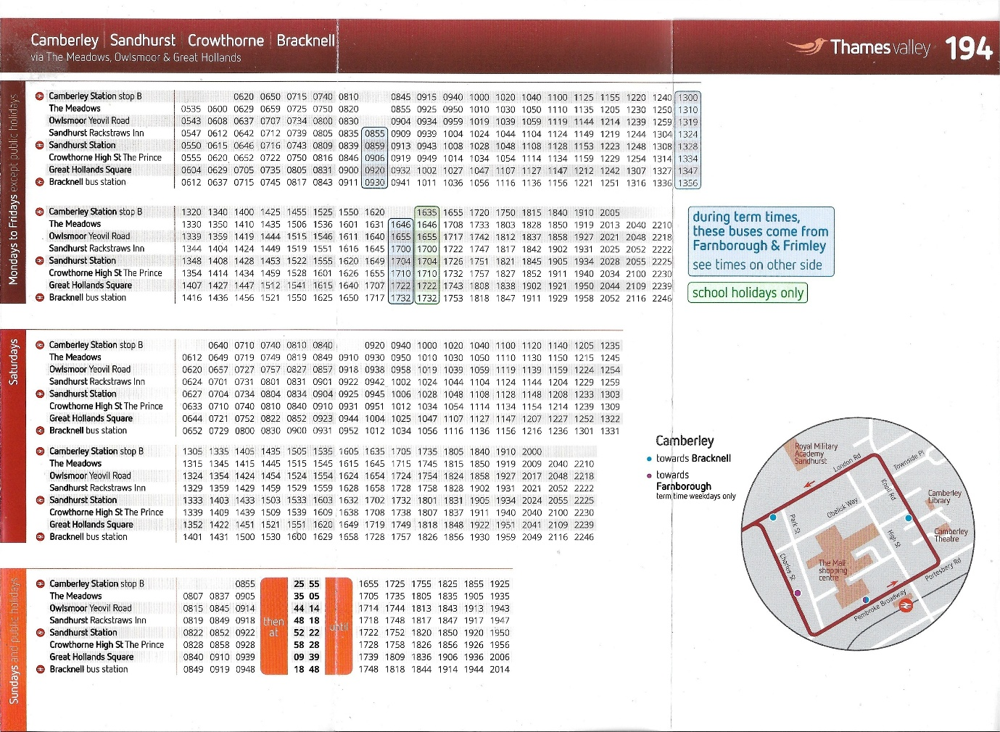 Camberley | Sandhurst | Crowthorne | Bracknell
via The Meadows, Owlsmoor & Great Hollands
Thames valley 194
Mondays to Fridays except public holidays
Camberley Station stop B 0620 0650 0715 0740 0810 0845 0915 0940 1000 1020 1040 1100 1125 1155 1220 1240 1300
The Meadows 0535 0600 0629 0659 0725 0750 0820 0855 0925 0950 1010 1030 1050 1110 1135 1205 1230 1250 1310
Owlsmoor Yeovil Road 0543 0608 0637 0707 0734 0800 0830 0904 0934 0959 1019 1039 1059 1119 1144 1214 1239 1259 1319
Sandhurst Rackstraws Inn 0547 0612 0642 0712 0739 0805 0835 0855 0909 0939 1004 1024 1044 1104 1124 1149 1219 1244 1304 1324
Sandhurst Station 0550 0615 0646 0716 0743 0809 0839 0859 0913 0943 1008 1028 1048 1108 1128 1153 1223 1248 1308 1328
Crowthorne High St The Prince 0555 0620 0652 0722 0750 0816 0846 0906 0919 0949 1014 1034 1054 1114 1134 1159 1229 1254 1314 1334
Great Hollands Square 0604 0629 0705 0735 0805 0831 0900 0920 0932 1002 1027 1047 1107 1127 1147 1212 1242 1307 1327 1347
Bracknell bus station 0612 0637 0715 0745 0817 0843 0911 0930 0941 1011 1036 1056 1116 1136 1156 1221 1251 1316 1336 1356
Camberley Station stop B 1320 1340 1400 1425 1455 1525 1550 1620 1635 1655 1720 1750 1815 1840 1910 2005
The Meadows 1330 1350 1410 1435 1506 1536 1601 1631 1646 1646 1708 1733 1803 1828 1850 1919 2013 2040 2210
Owlsmoor Yeovil Road 1339 1359 1419 1444 1515 1546 1611 1640 1655 1655 1717 1742 1812 1837 1858 1927 2021 2048 2218
Sandhurst Rackstraws Inn 1344 1404 1424 1449 1519 1551 1616 1645 1700 1700 1722 1747 1817 1842 1902 1931 2025 2052 2222
Sandhurst Station 1348 1408 1428 1453 1522 1555 1620 1649 1704 1704 1726 1751 1821 1845 1905 1934 2028 2055 2225
Crowthorne High St The Prince 1354 1414 1434 1459 1528 1601 1626 1655 1710 1710 1732 1757 1827 1852 1911 1940 2034 2100 2230
Great Hollands Square 1407 1427 1447 1512 1541 1615 1640 1707 1722 1722 1743 1808 1838 1902 1921 1950 2044 2109 2239
Bracknell bus station 1416 1436 1456 1521 1550 1625 1650 1717 1732 1732 1753 1818 1847 1911 1929 1958 2052 2116 2246
during term times,
these buses come from
Farnborough & Frimley
see times on other side
school holidays only
Saturdays
Camberley Station stop B 0640 0710 0740 0810 0840 0920 0940 1000 1020 1040 1100 1120 1140 1205 1235
The Meadows 0612 0649 0719 0749 0819 0849 0910 0930 0950 1010 1030 1050 1110 1130 1150 1215 1245
Owlsmoor Yeovil Road 0620 0657 0727 0757 0827 0857 0918 0938 0958 1019 1039 1059 1119 1139 1159 1224 1254
Sandhurst Rackstraws Inn 0624 0701 0731 0801 0831 0901 0922 0942 1002 1024 1044 1104 1124 1144 1204 1229 1259
Sandhurst Station 0627 0704 0734 0804 0834 0904 0925 0945 1006 1028 1048 1108 1128 1148 1208 1233 1303
Crowthorne High St The Prince 0633 0710 0740 0810 0840 0910 0931 0951 1012 1034 1054 1114 1134 1154 1214 1239 1309
Great Hollands Square 0644 0721 0752 0822 0852 0923 0944 1004 1025 1047 1107 1127 1147 1207 1227 1252 1322
Bracknell bus station 0652 0729 0800 0830 0900 0931 0952 1012 1034 1056 1116 1136 1156 1216 1236 1301 1331
Camberley Station stop B 1305 1335 1405 1435 1505 1535 1605 1635 1705 1735 1805 1840 1910 2000
The Meadows 1315 1345 1415 1445 1515 1545 1615 1645 1715 1745 1815 1850 1919 2009 2040 2210
Owlsmoor Yeovil Road 1324 1354 1424 1454 1524 1554 1624 1654 1724 1754 1824 1858 1927 2017 2048 2218
Sandhurst Rackstraws Inn 1329 1359 1429 1459 1529 1559 1628 1658 1728 1758 1828 1902 1931 2021 2052 2222
Sandhurst Station 1333 1403 1433 1503 1533 1603 1632 1702 1732 1801 1831 1905 1934 2024 2055 2225
Crowthorne High St The Prince 1339 1409 1439 1509 1539 1609 1638 1708 1738 1807 1837 1911 1940 2040 2100 2230
Great Hollands Square 1352 1422 1451 1521 1551 1620 1649 1719 1749 1818 1848 1922 1951 2041 2109 2239
Bracknell bus station 1401 1431 1500 1530 1600 1629 1658 1728 1757 1826 1856 1930 1959 2049 2116 2246
Sundays and public holidays
Camberley Station stop B 0855 25 55 1655 1725 1755 1825 1855 1925
The Meadows 0807 0837 0905 35 05 1705 1735 1805 1835 1905 1935
Owlsmoor Yeovil Road 0815 0845 0914 44 14 1714 1744 1813 1843 1913 1943
Sandhurst Rackstraws Inn 0819 0849 0918 then 48 18 until 1718 1748 1817 1847 1917 1947
Sandhurst Station 0822 0852 0922 at 52 22 1722 1752 1820 1850 1920 1950
Crowthorne High St The Prince 0828 0858 0928 58 28 1728 1758 1826 1856 1926 1956
Great Hollands Square 0840 0910 0939 09 39 1739 1809 1836 1906 1936 2006
Bracknell bus station 0849 0919 0948 18 48 1748 1818 1844 1914 1944 2014
Camberley
towards Bracknell
towards
Farnborough
term time weekdays only
Royal Military
Academy
Sandhurst
London Rd
Townside Pl
Knoll Rd
Camberley
Library
Obelisk Way
Park St
High St
Camberley
Theatre
Charles St
The Mall
shopping
centre
Portesbery Rd
Pembroke Broadway